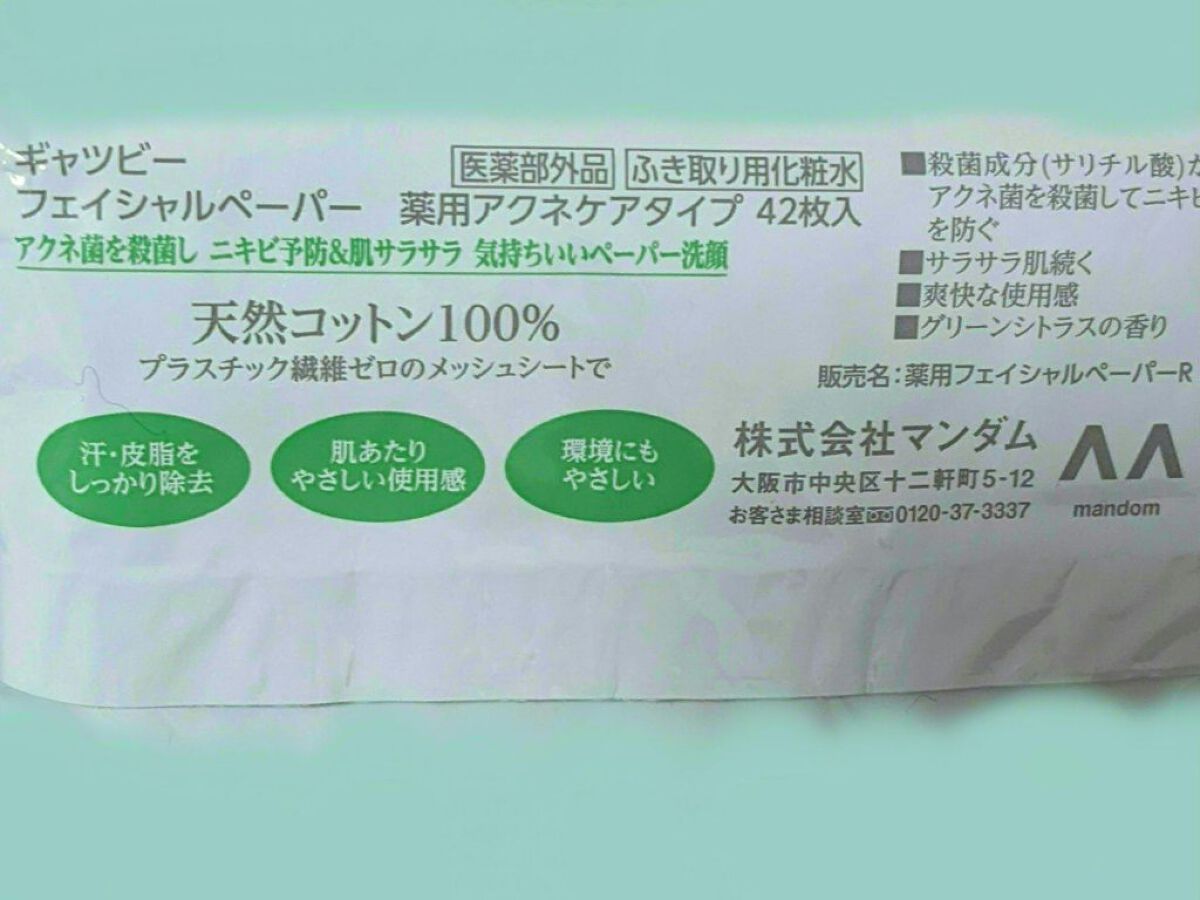 ギャツビー
フェイシャルペーパー
医薬部外品 ふき取り用化粧水
薬用アクネケアタイプ 42枚入
アクネ菌を殺菌し ニキビ予防&肌サラサラ 気持ちいいペーパー洗顔
天然コットン100%
プラスチック繊維ゼロのメッシュシートで
汗・皮脂を
しっかり除去
肌あたり
やさしい使用感
環境にも
やさしい
■殺菌成分(サリチル酸)が
アクネ菌を殺菌してニキビ
を防ぐ
■サラサラ肌続く
■爽快な使用感
■グリーンシトラスの香り
販売名:薬用フェイシャルペーパーR
株式会社マンダム
大阪市中央区十二軒町5-12
お客さま相談室 0120-37-3337
mandom